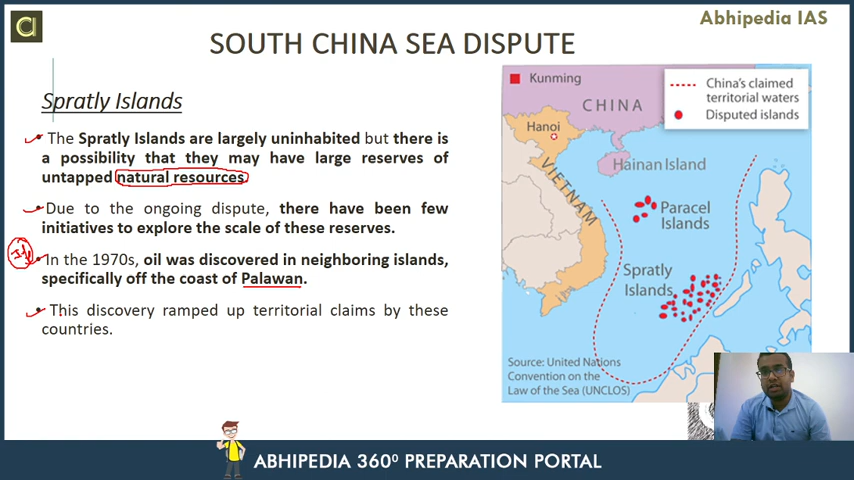 Abhipedia IAS
SOUTH CHINA SEA DISPUTE
Spratly Islands
• The Spratly Islands are largely uninhabited but there is
a possibility that they may have large reserves of
untapped natural resources.
• Due to the ongoing dispute, there have been few
initiatives to explore the scale of these reserves.
• In the 1970s, oil was discovered in neighboring islands,
specifically off the coast of Palawan.
• This discovery ramped up territorial claims by these
countries.
Kunming
CHINA
China's claimed
territorial waters
Disputed islands
Hanoi
Hainan Island
VIETNAM
Paracel
Islands
Spratly
Islands
Source: United Nations
Convention on the
Law of the Sea (UNCLOS)
ABHIPEDIA 360⁰ PREPARATION PORTAL